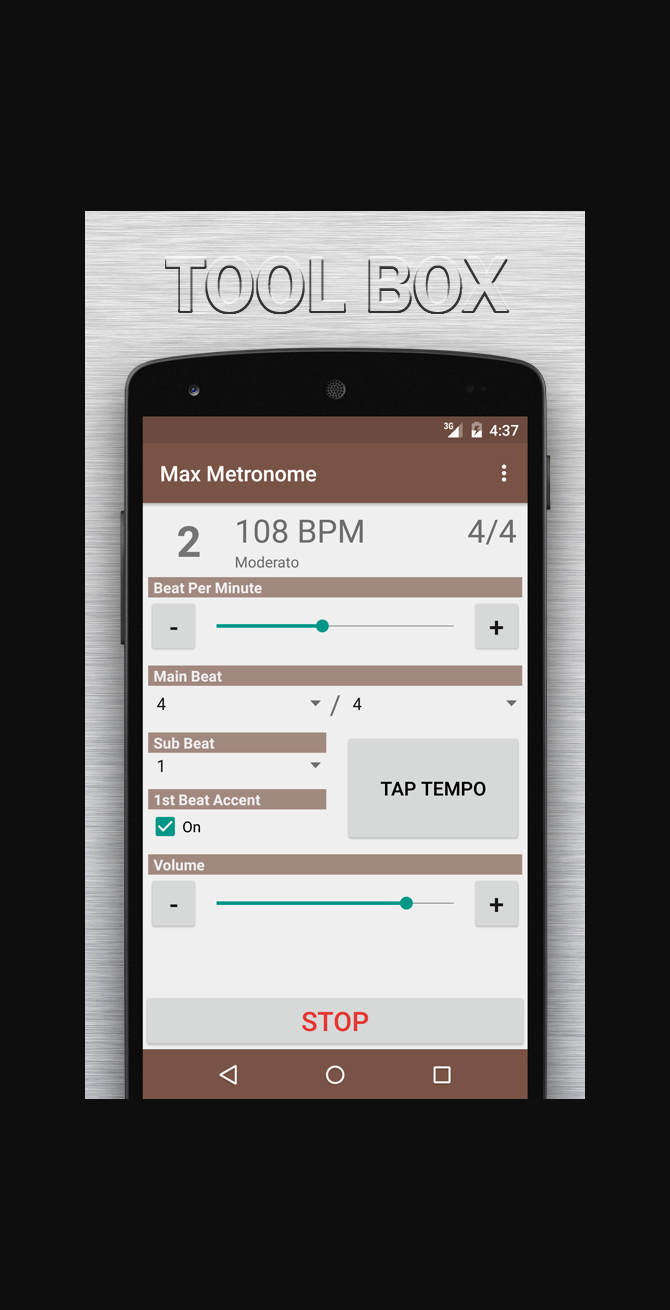 TOOL BOX
3G 4:37
Max Metronome
2 108 BPM 4/4
Moderato
Beat Per Minute
- +
Main Beat
4 / 4
Sub Beat
1
TAP TEMPO
1st Beat Accent
On
Volume
- +
STOP